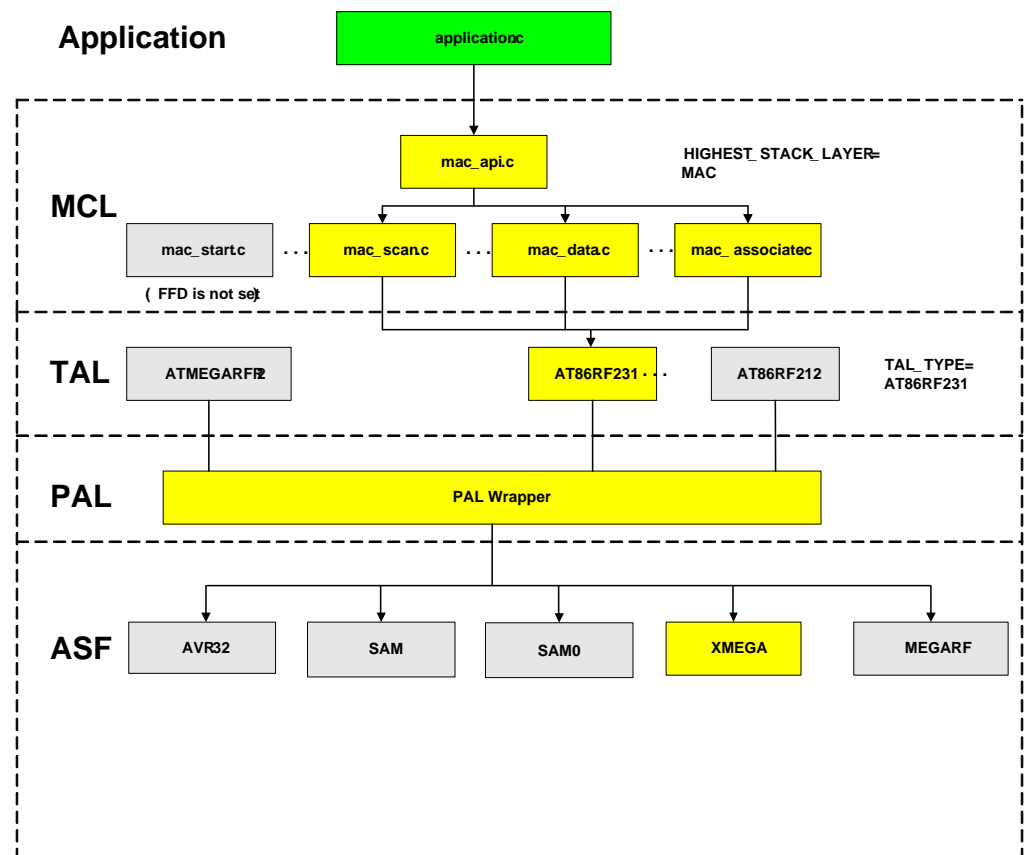 Application
application.c
mac_api.c
HIGHEST_STACK_LAYER=
MAC
MCL
mac_start.c
...
mac_scan.c
...
mac_data.c
...
mac_associatec
( FFD is not set)
TAL
ATMEGARFR2
AT86RF231
...
AT86RF212
TAL_TYPE=
AT86RF231
PAL
PAL Wrapper
ASF
AVR32
SAM
SAM0
XMEGA
MEGARF